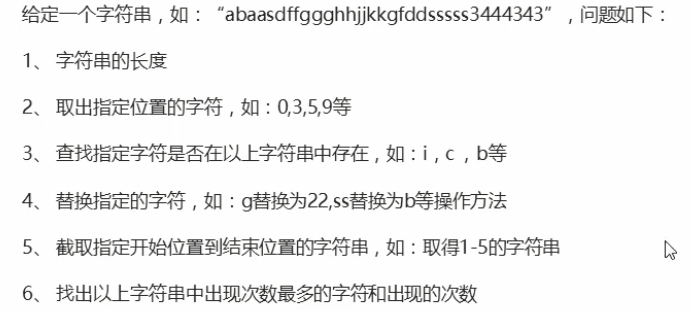 给定一个字符串，如：“abaasdffggghhjjkkgfddsssss3444343”，问题如下：
1、 字符串的长度
2、 取出指定位置的字符，如：0,3,5,9等
3、 查找指定字符是否在以上字符串中存在，如：i，c ，b等
4、 替换指定的字符，如：g替换为22,ss替换为b等操作方法
5、 截取指定开始位置到结束位置的字符串，如：取得1-5的字符串
6、 找出以上字符串中出现次数最多的字符和出现的次数